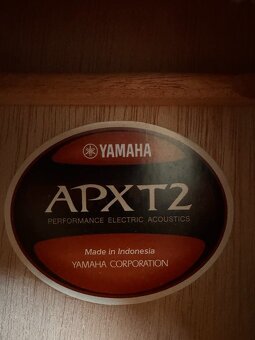 YAMAHA
APXT2
PERFORMANCE ELECTRIC ACOUSTICS
Made in Indonesia
YAMAHA CORPORATION